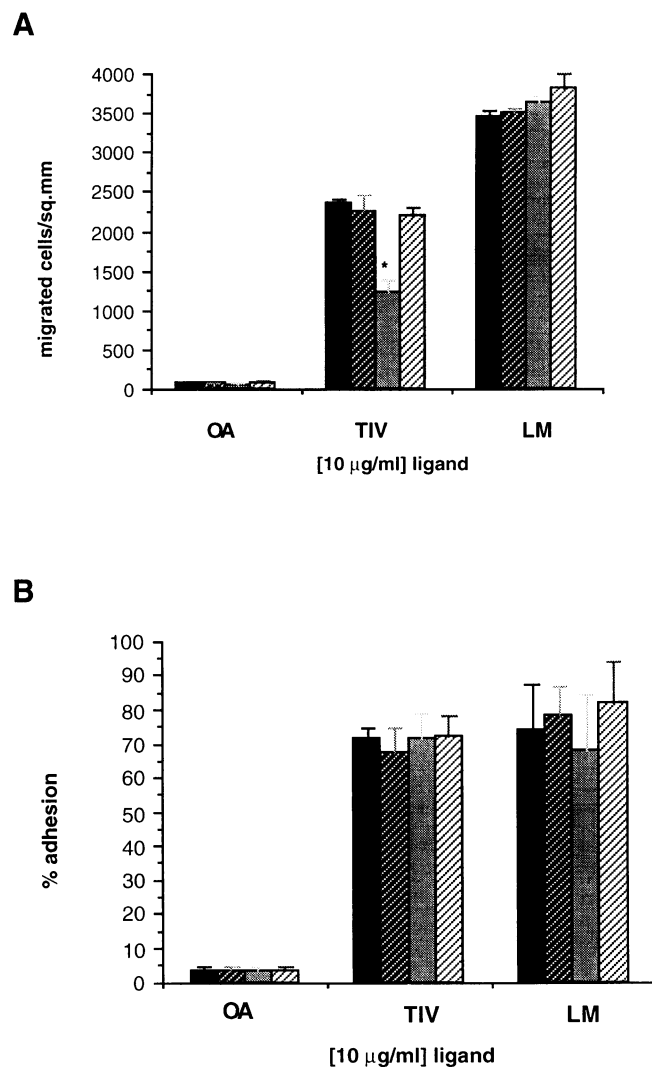 A
4000
3500
3000
2500
2000
1500
1000
500
0
migrated cells/sq.mm
*
OA TIV LM
[10 μg/ml] ligand
B
100
90
80
70
60
50
40
30
20
10
0
% adhesion
OA TIV LM
[10 μg/ml] ligand